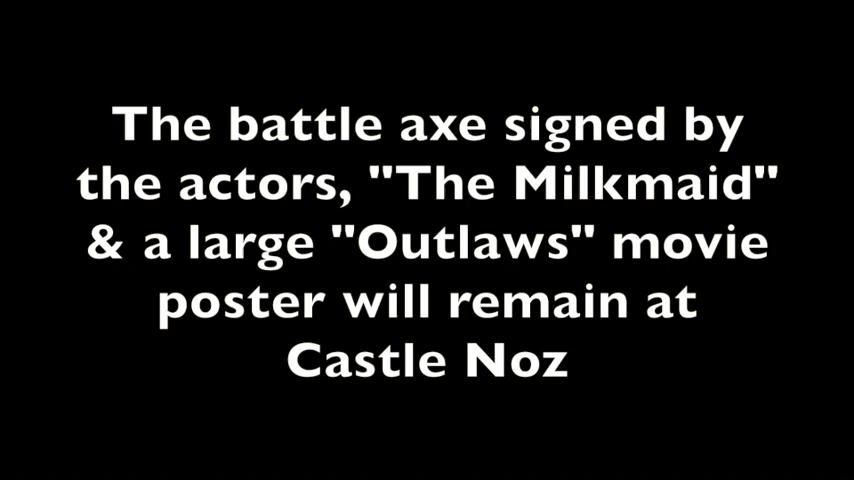 The battle axe signed by
the actors, "The Milkmaid"
& a large "Outlaws" movie
poster will remain at
Castle Noz